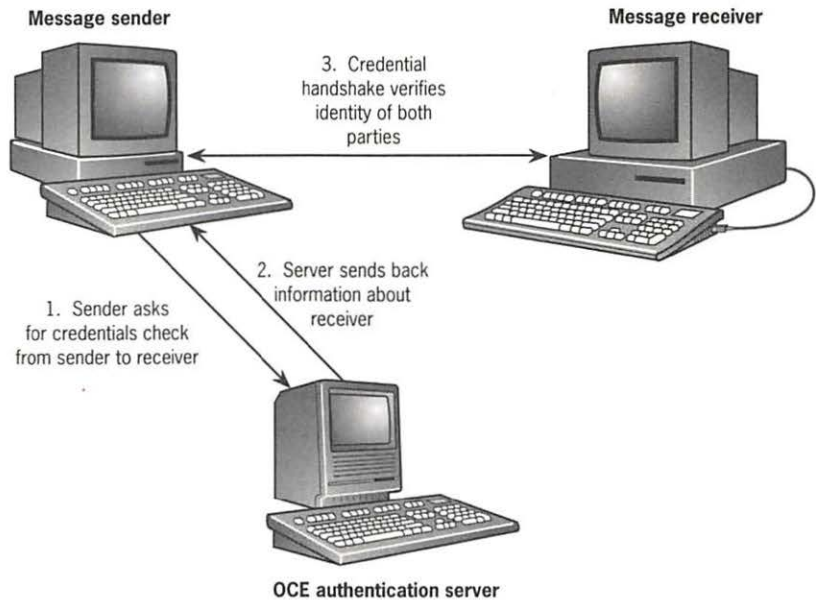 Message sender
Message receiver
3. Credential
handshake verifies
identity of both
parties
2. Server sends back
information about
receiver
1. Sender asks
for credentials check
from sender to receiver
OCE authentication server